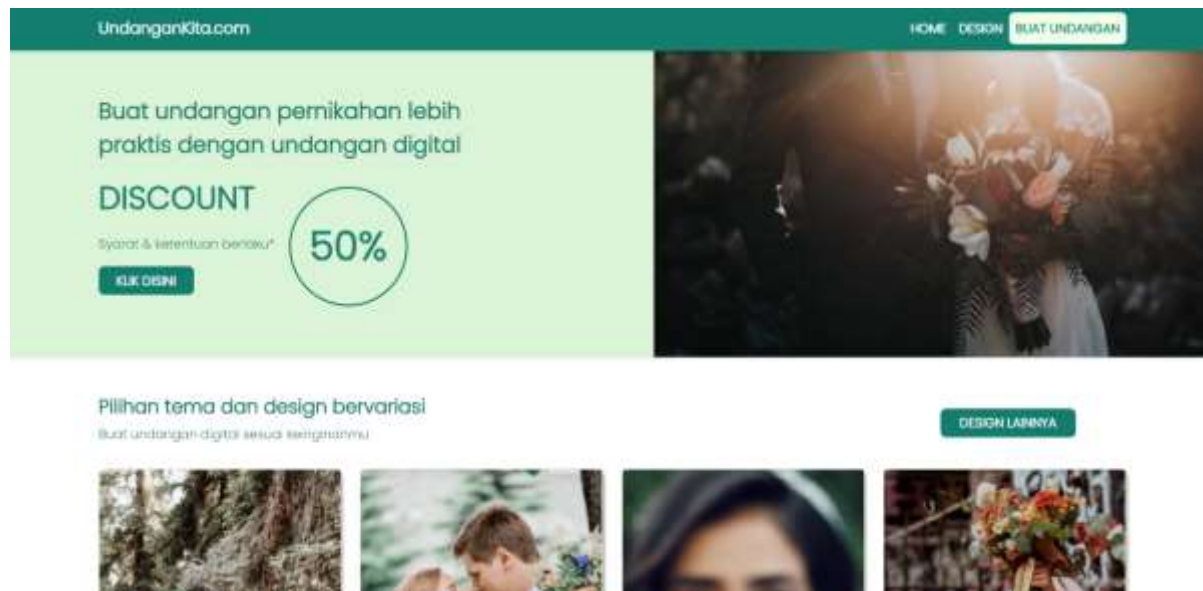 UndanganKita.com
HOME DESIGN BUAT UNDANGAN
Buat undangan pernikahan lebih
praktis dengan undangan digital
DISCOUNT
50%
Syarat & ketentuan berlaku*
KLIK DISINI
Pilihan tema dan design bervariasi
Buat undangan digital sesuai keinginanmu
DESIGN LAINNYA